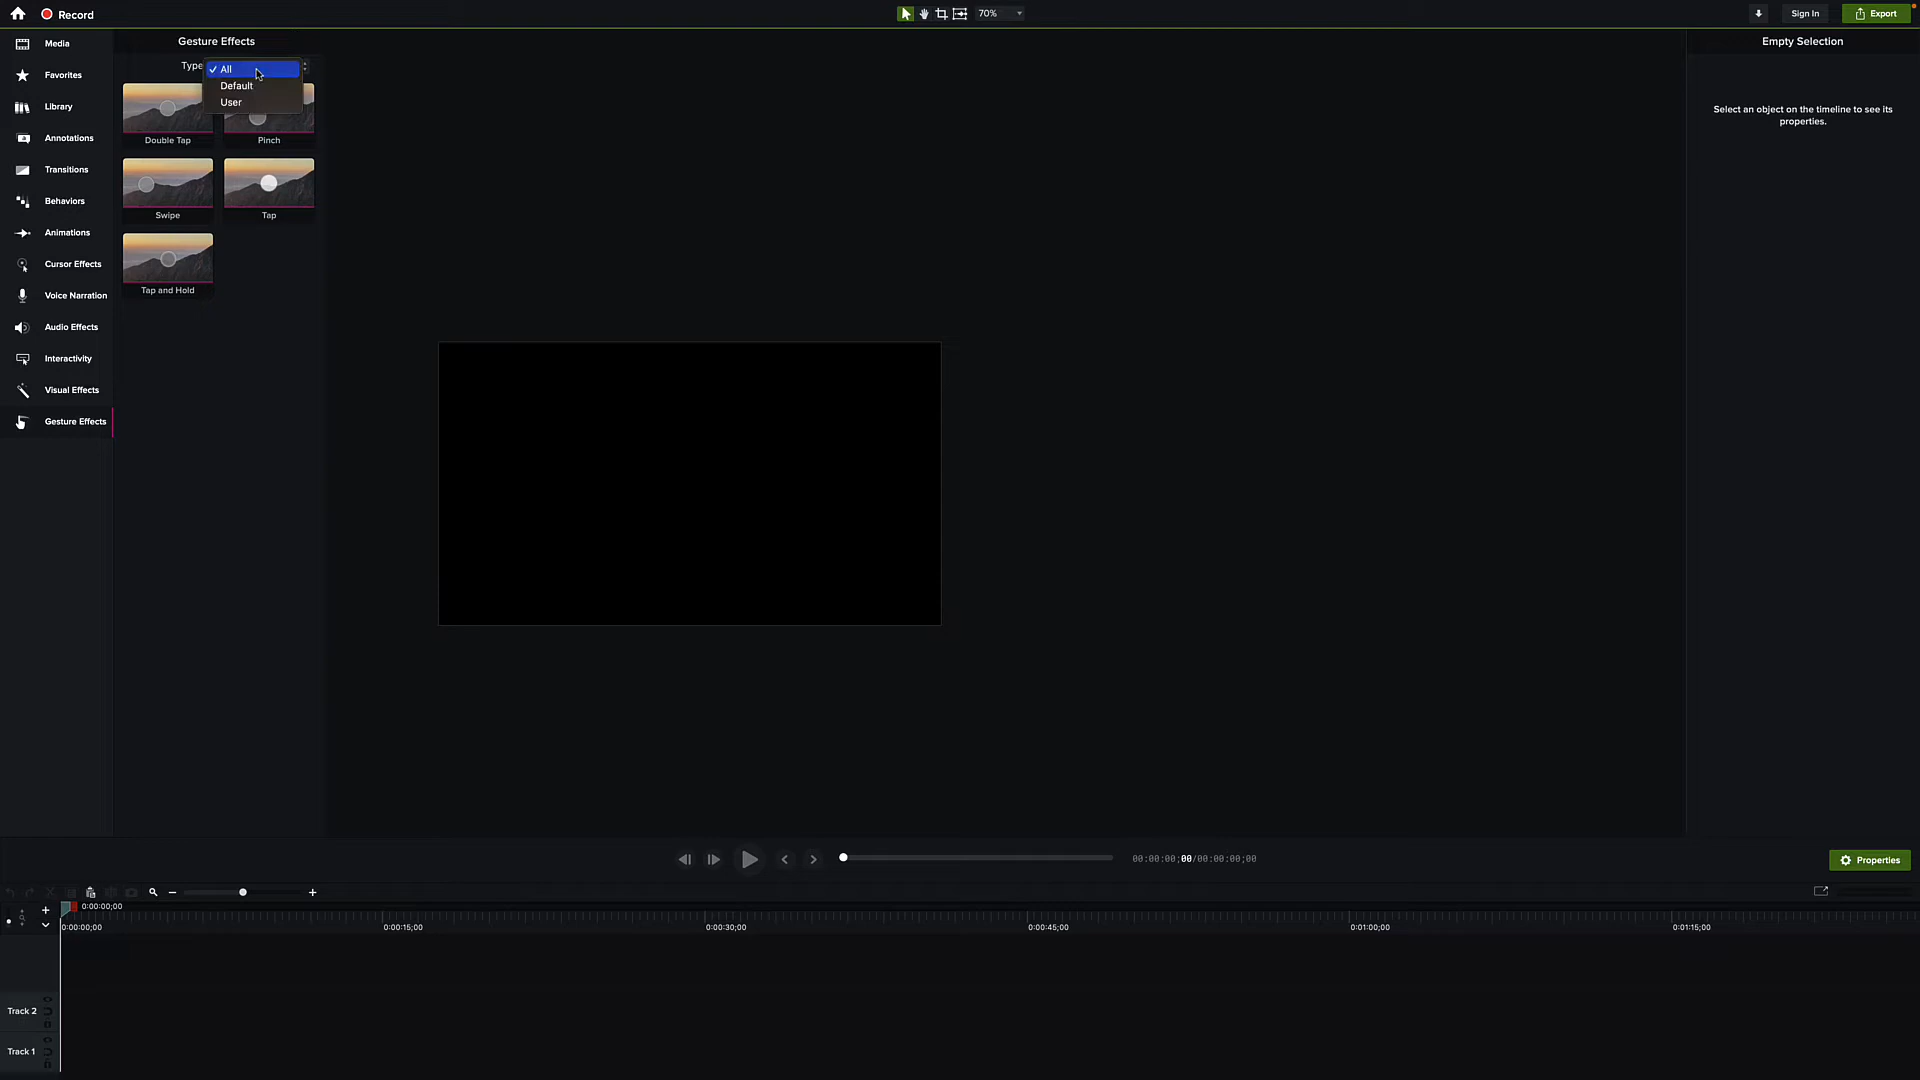 Record
70%
Sign In
Export
Media
Favorites
Library
Annotations
Transitions
Behaviors
Animations
Cursor Effects
Voice Narration
Audio Effects
Interactivity
Visual Effects
Gesture Effects
Gesture Effects
Type
All
Default
User
Double Tap
Pinch
Swipe
Tap
Tap and Hold
Empty Selection
Select an object on the timeline to see its
properties.
00:00:00;00/00:00:00;00
Properties
0:00:00;00
0:00:00;00
0:00:15;00
0:00:30;00
0:00:45;00
0:01:00;00
0:01:15;00
Track 2
Track 1